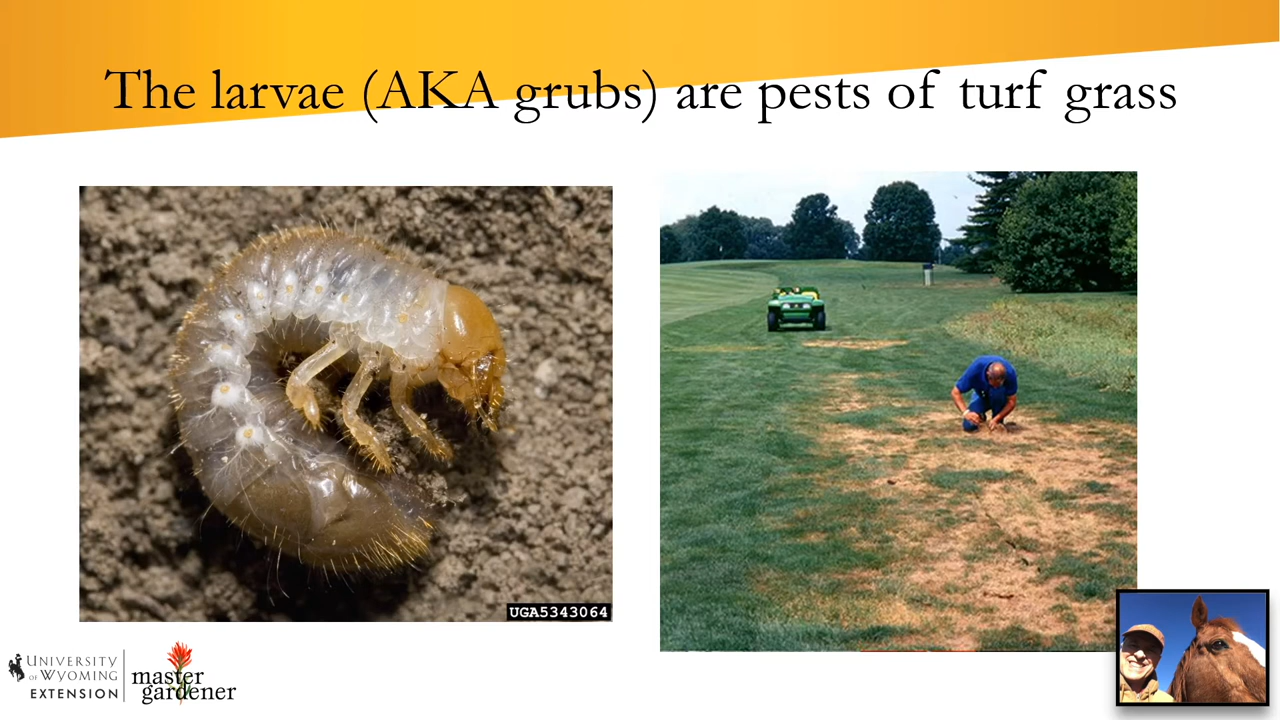 The larvae (AKA grubs) are pests of turf grass
UGA5343064
UNIVERSITY
OF WYOMING
EXTENSION
master
gardener